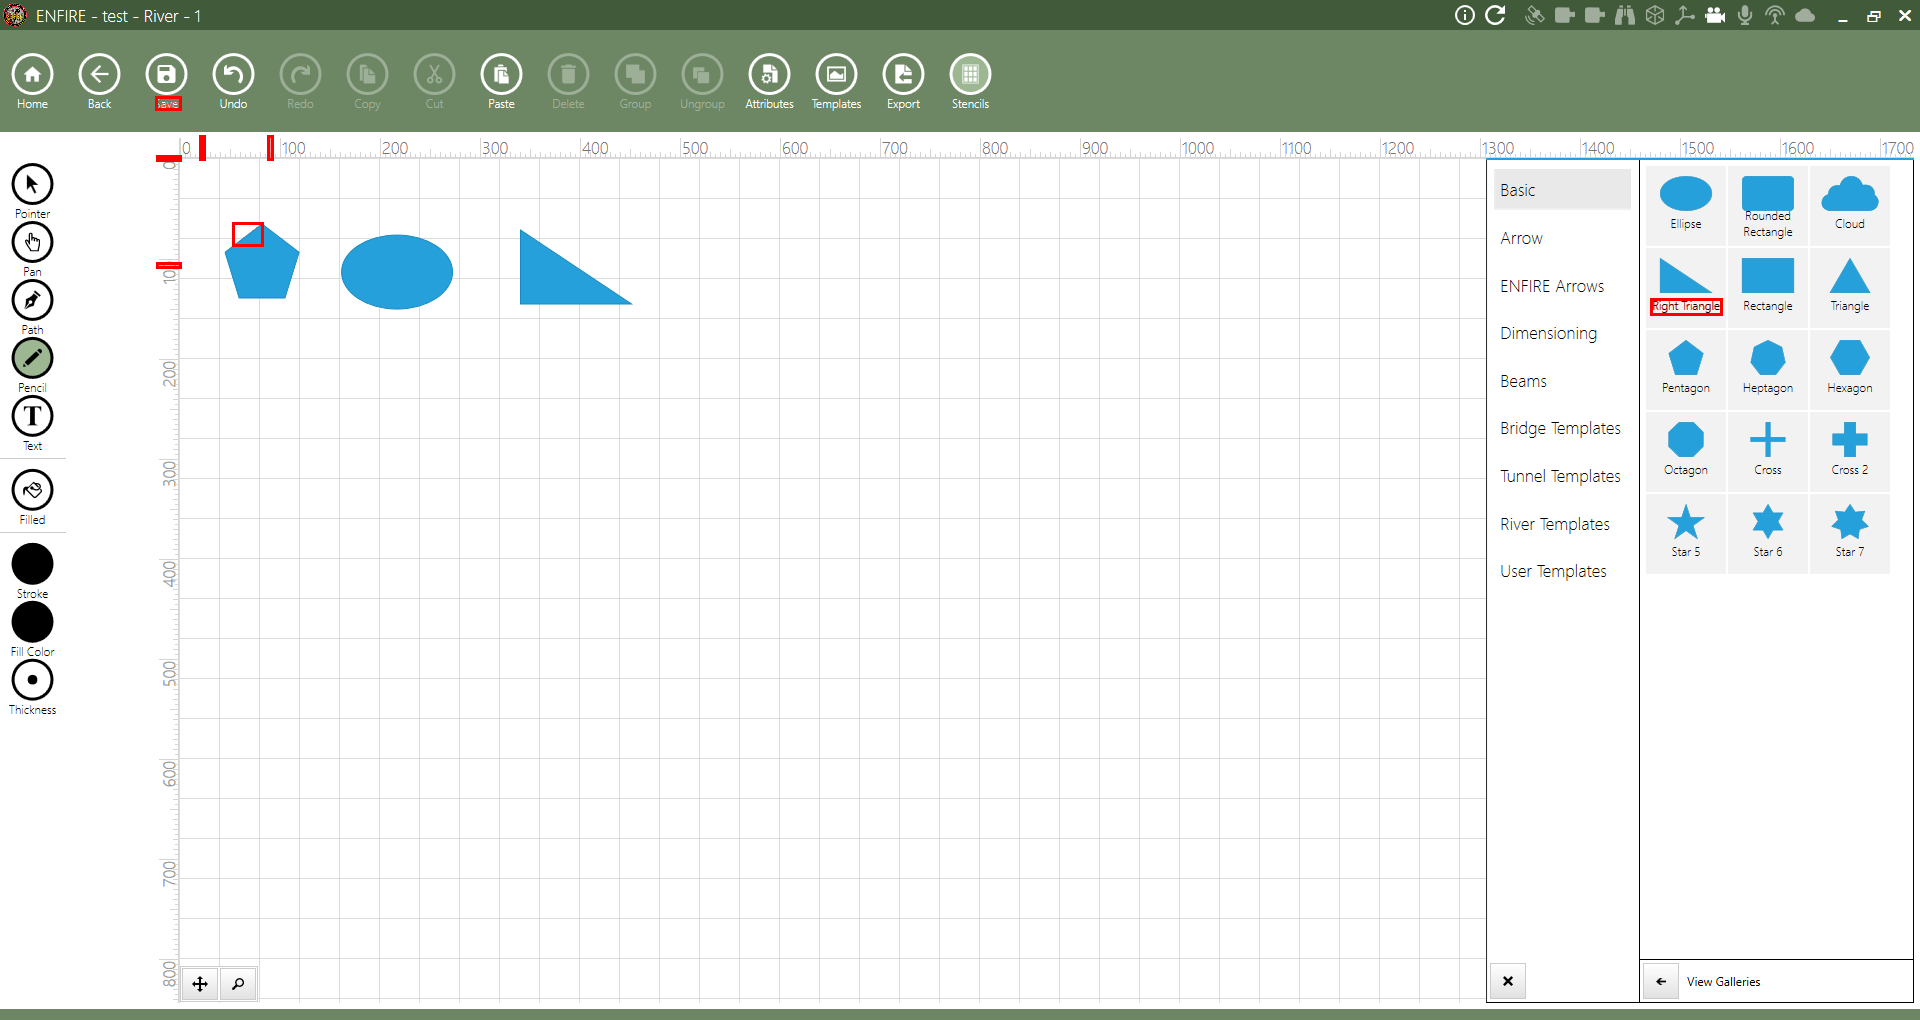 ENFIRE - test - River - 1
Home Back Save Undo Redo Copy Cut Paste Delete Group Ungroup Attributes Templates Export Stencils
0 100 200 300 400 500 600 700 800 900 1000 1100 1200 1300 1400 1500 1600 1700
0
100
200
300
400
500
600
700
800
Pointer
Pan
Path
Pencil
T
Text
Filled
Stroke
Fill Color
Thickness
Basic
Arrow
ENFIRE Arrows
Dimensioning
Beams
Bridge Templates
Tunnel Templates
River Templates
User Templates
Ellipse
Rounded
Rectangle
Cloud
Right Triangle
Rectangle
Triangle
Pentagon
Heptagon
Hexagon
Octagon
Cross
Cross 2
Star 5
Star 6
Star 7
View Galleries